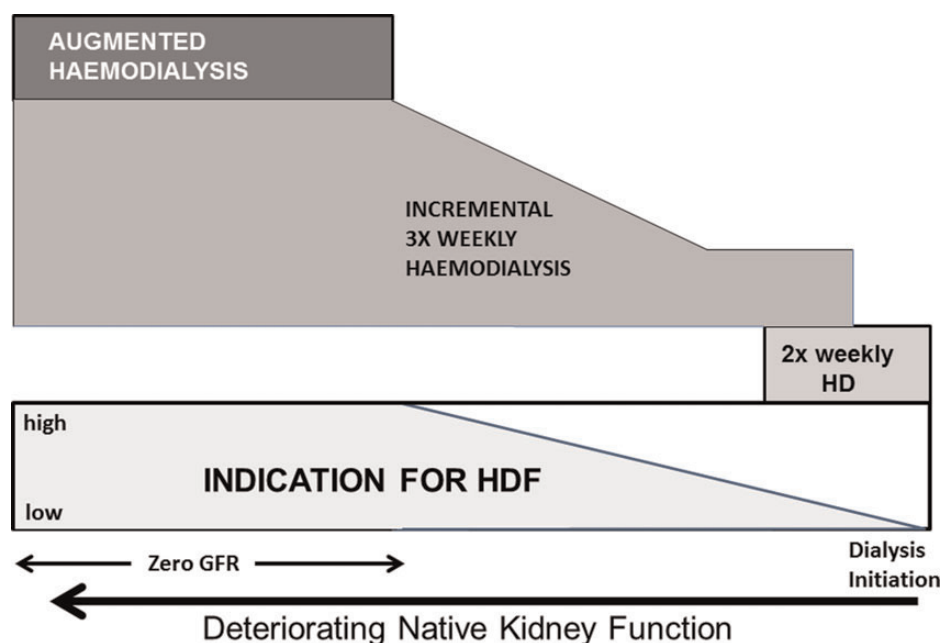 AUGMENTED
HAEMODIALYSIS
INCREMENTAL
3X WEEKLY
HAEMODIALYSIS
2x weekly
HD
high
INDICATION FOR HDF
low
Zero GFR
Dialysis
Initiation
Deteriorating Native Kidney Function